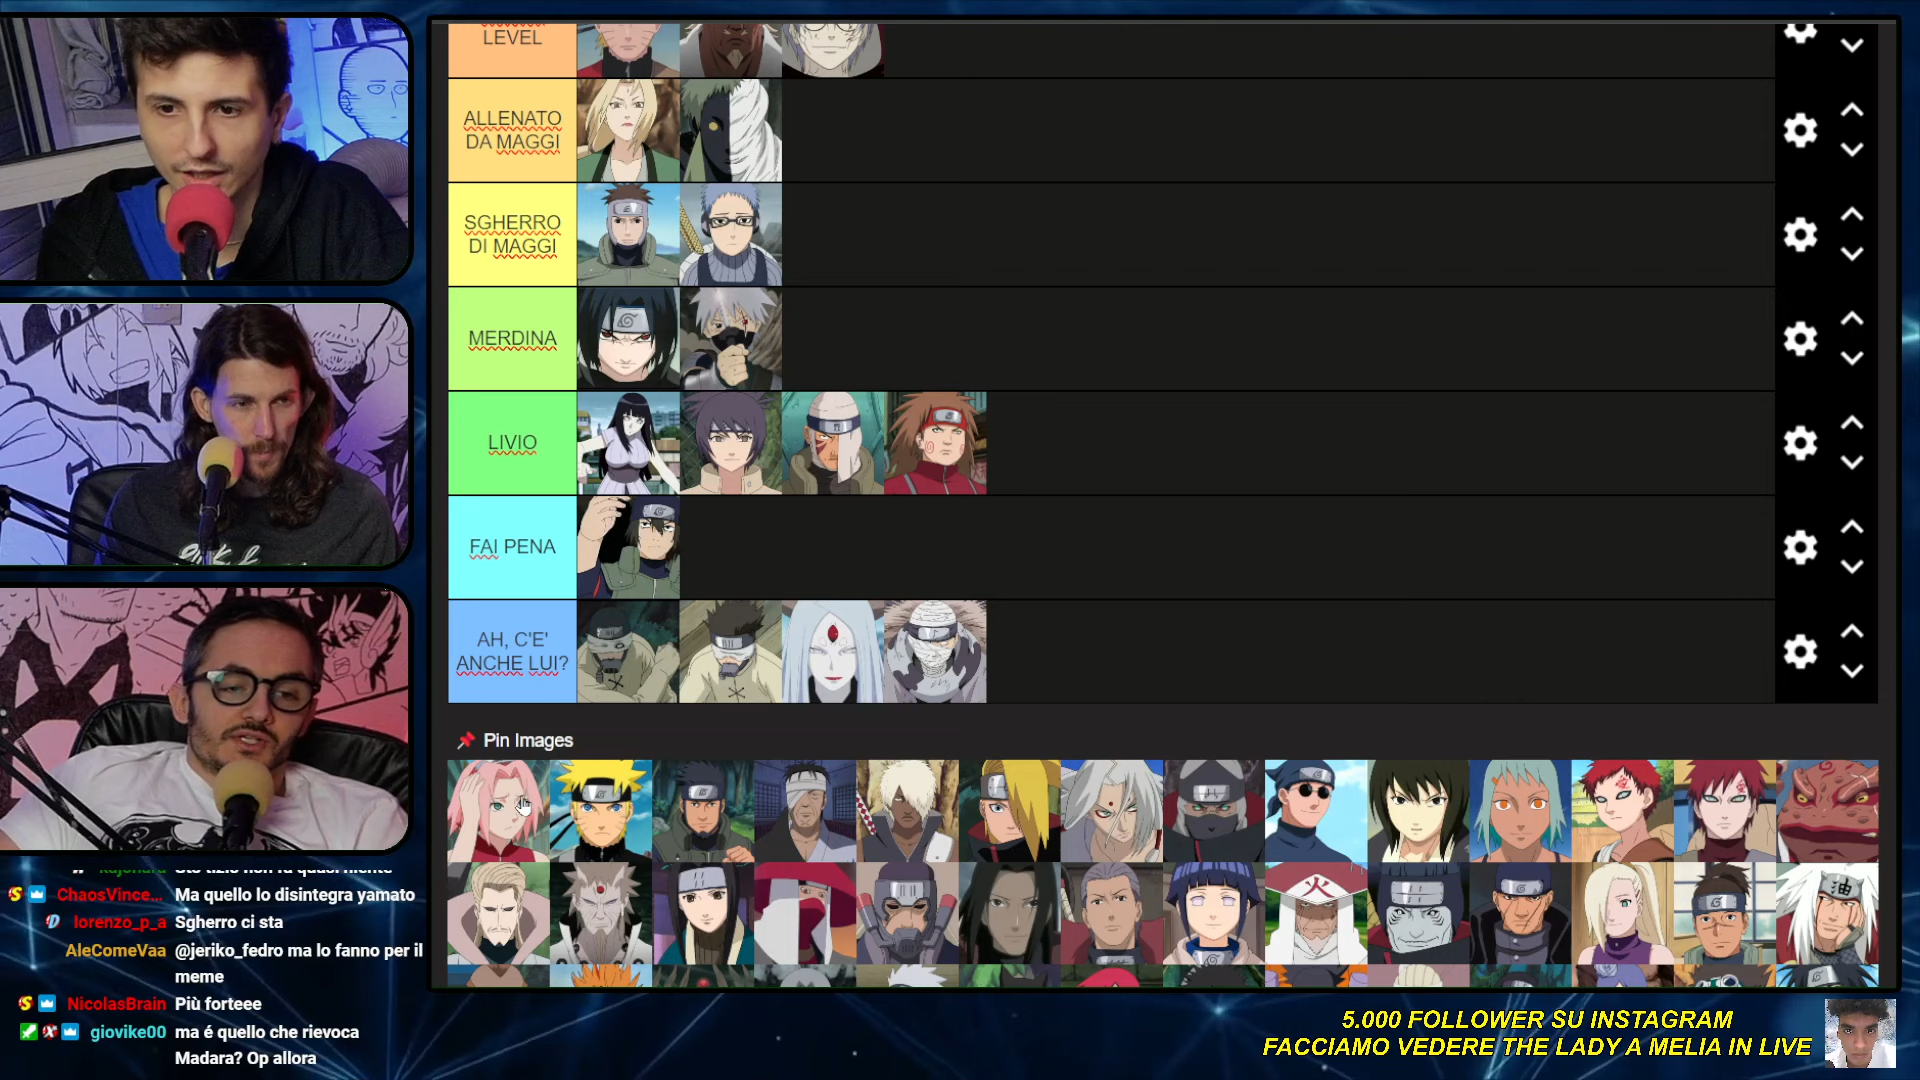 LEVEL
ALLENATO
DA MAGGI
SGHERRO
DI MAGGI
MERDINA
LIVIO
FAI PENA
AH, C'E'
ANCHE LUI?
Pin Images
ChaosVince... Ma quello lo disintegra yamato
lorenzo_p_a Sgherro ci sta
AleComeVaa @jeriko_fedro ma lo fanno per il
meme
NicolasBrain Più forteee
giovike00 ma é quello che rievoca
Madara? Op allora
5.000 FOLLOWER SU INSTAGRAM
FACCIAMO VEDERE THE LADY A MELIA IN LIVE